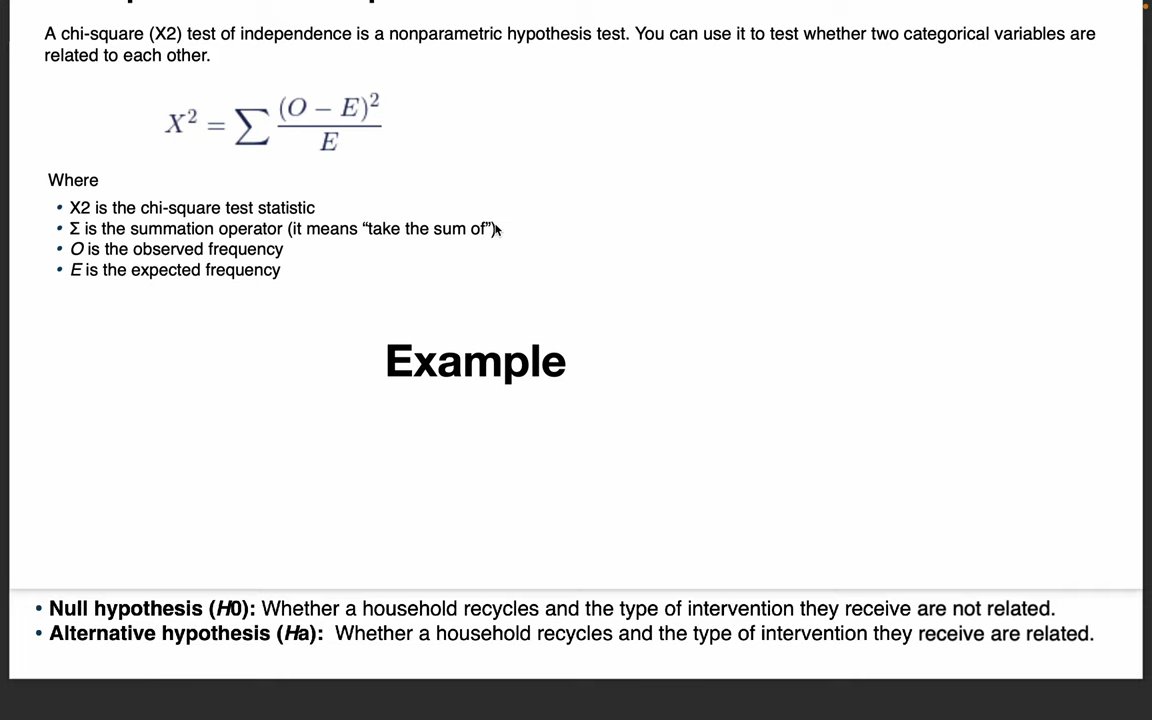 A chi-square (X2) test of independence is a nonparametric hypothesis test. You can use it to test whether two categorical variables are
related to each other.
X² = ∑ (O − E)² / E
Where
• X2 is the chi-square test statistic
• Σ is the summation operator (it means “take the sum of”)
• O is the observed frequency
• E is the expected frequency
Example
• Null hypothesis (H0): Whether a household recycles and the type of intervention they receive are not related.
• Alternative hypothesis (Ha): Whether a household recycles and the type of intervention they receive are related.